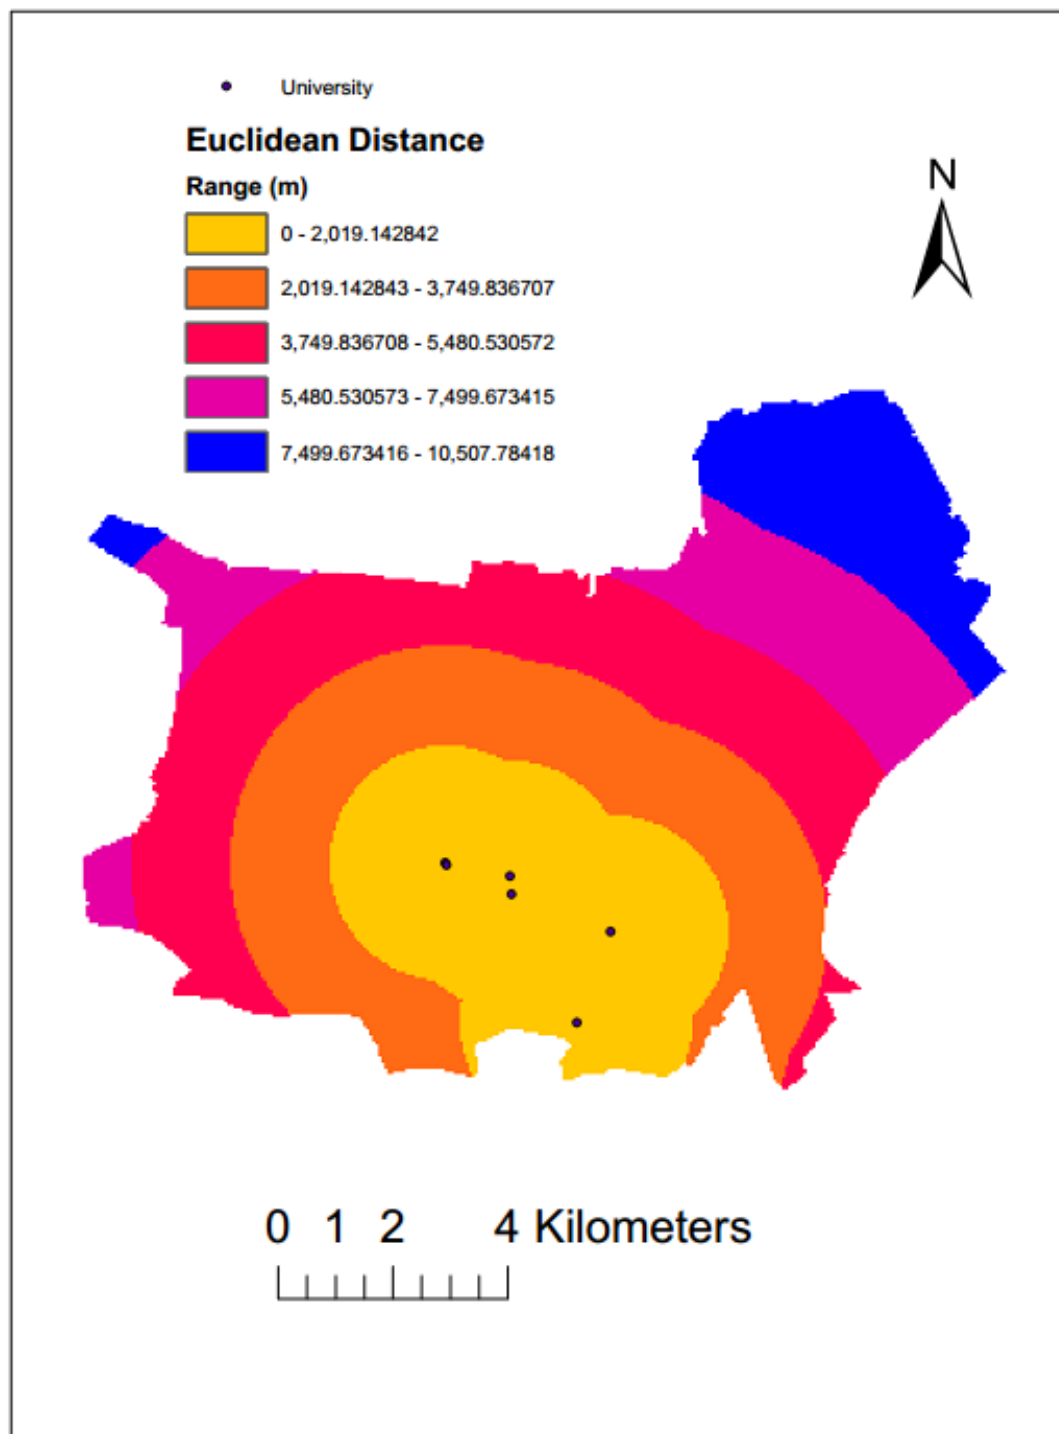 University
Euclidean Distance
Range (m)
0 - 2,019.142842
2,019.142843 - 3,749.836707
3,749.836708 - 5,480.530572
5,480.530573 - 7,499.673415
7,499.673416 - 10,507.78418
N
0 1 2 4 Kilometers